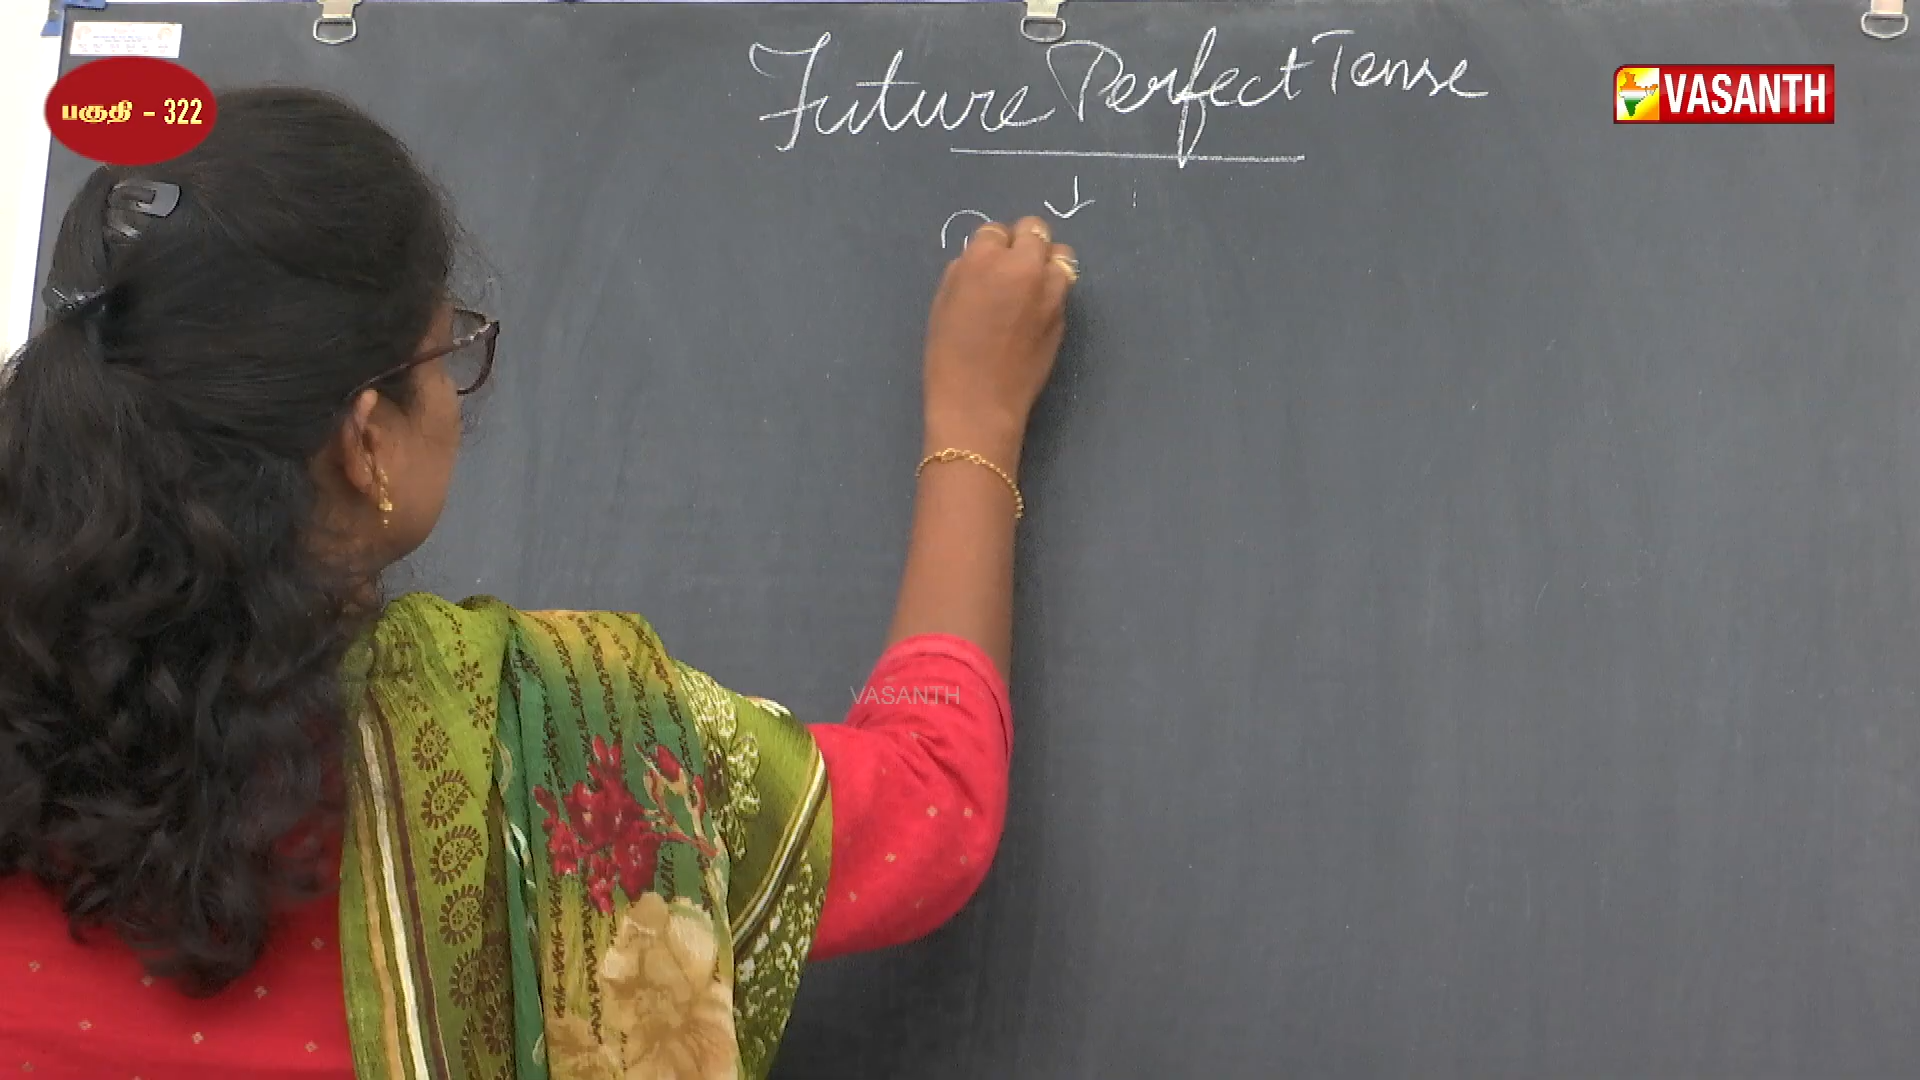 Future Perfect Tense
பகுதி - 322
VASANTH
VASANTH